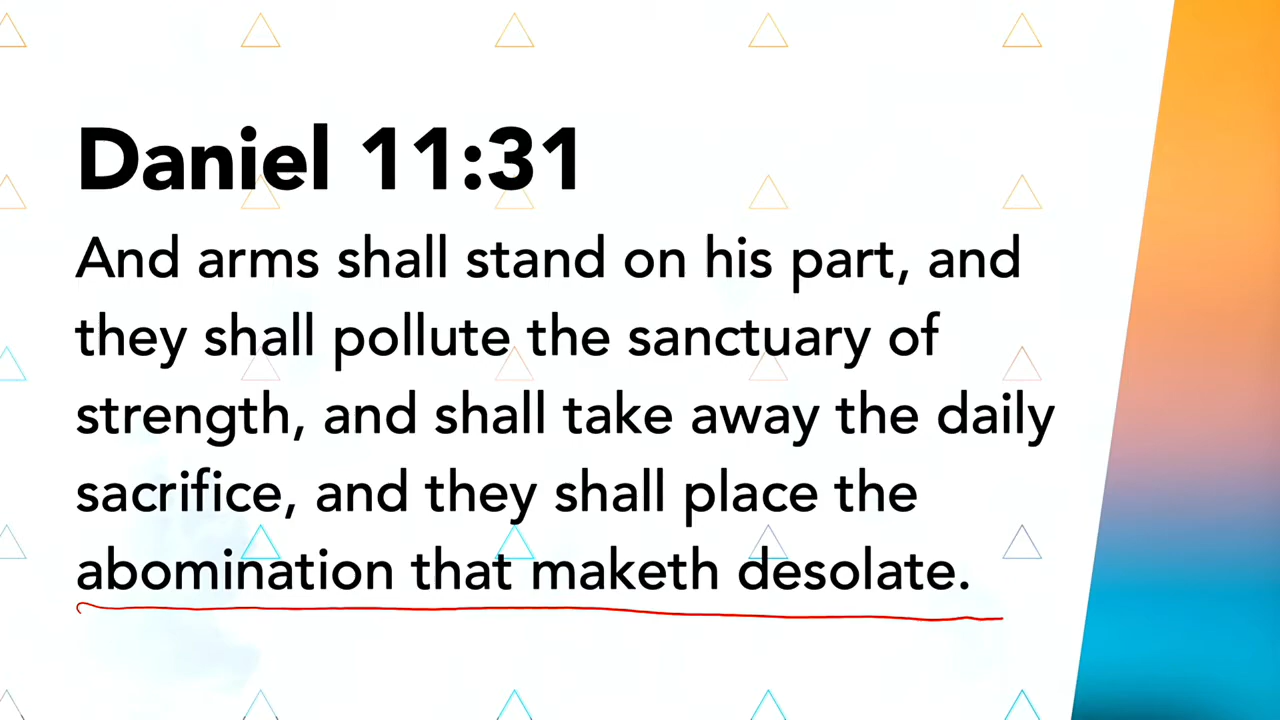 Daniel 11:31
And arms shall stand on his part, and
they shall pollute the sanctuary of
strength, and shall take away the daily
sacrifice, and they shall place the
abomination that maketh desolate.